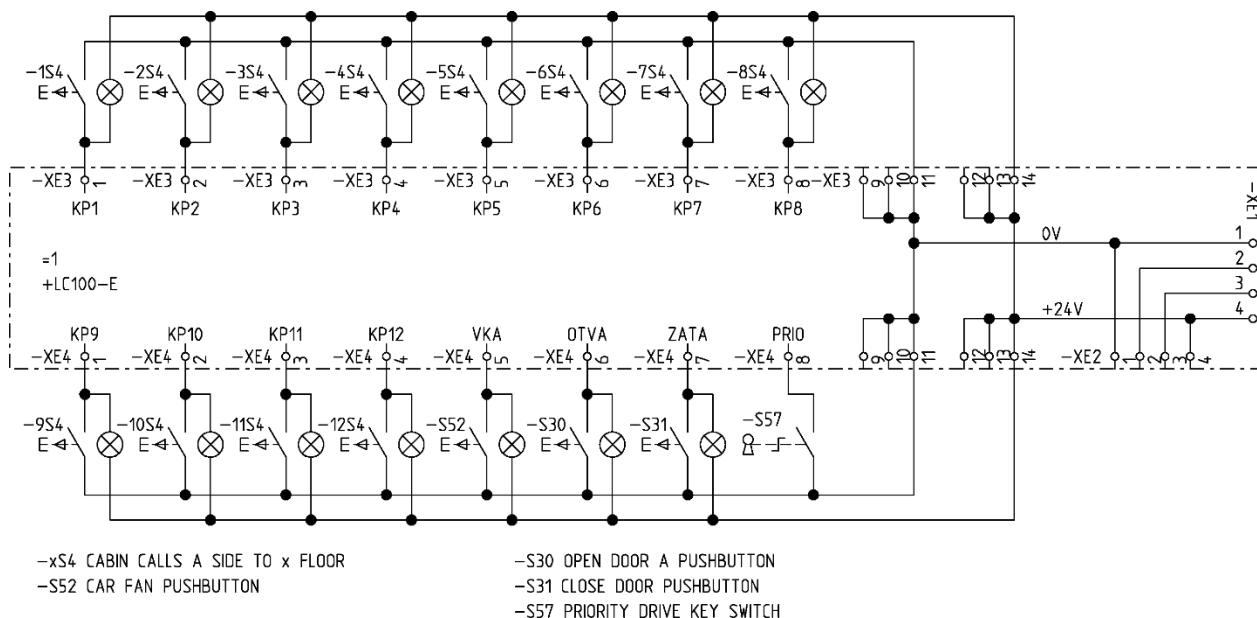 -1S4 -2S4 -3S4 -4S4 -5S4 -6S4 -7S4 -8S4
E E E E E E E E
-XE3 1 -XE3 2 -XE3 3 -XE3 4 -XE3 5 -XE3 6 -XE3 7 -XE3 8 -XE3 9 10 11 12 13 14
KP1 KP2 KP3 KP4 KP5 KP6 KP7 KP8
-XE1
0V 1
2
=1
+LC100-E
3
+24V 4
KP9 KP10 KP11 KP12 VKA OTVA ZATA PRIO
-XE4 1 -XE4 2 -XE4 3 -XE4 4 -XE4 5 -XE4 6 -XE4 7 -XE4 8 9 10 11 12 13 14 -XE2 1 2 3 4
-9S4 -10S4 -11S4 -12S4 -S52 -S30 -S31 -S57
E E E E E E E
-xS4 CABIN CALLS A SIDE TO x FLOOR
-S52 CAR FAN PUSHBUTTON
-S30 OPEN DOOR A PUSHBUTTON
-S31 CLOSE DOOR PUSHBUTTON
-S57 PRIORITY DRIVE KEY SWITCH